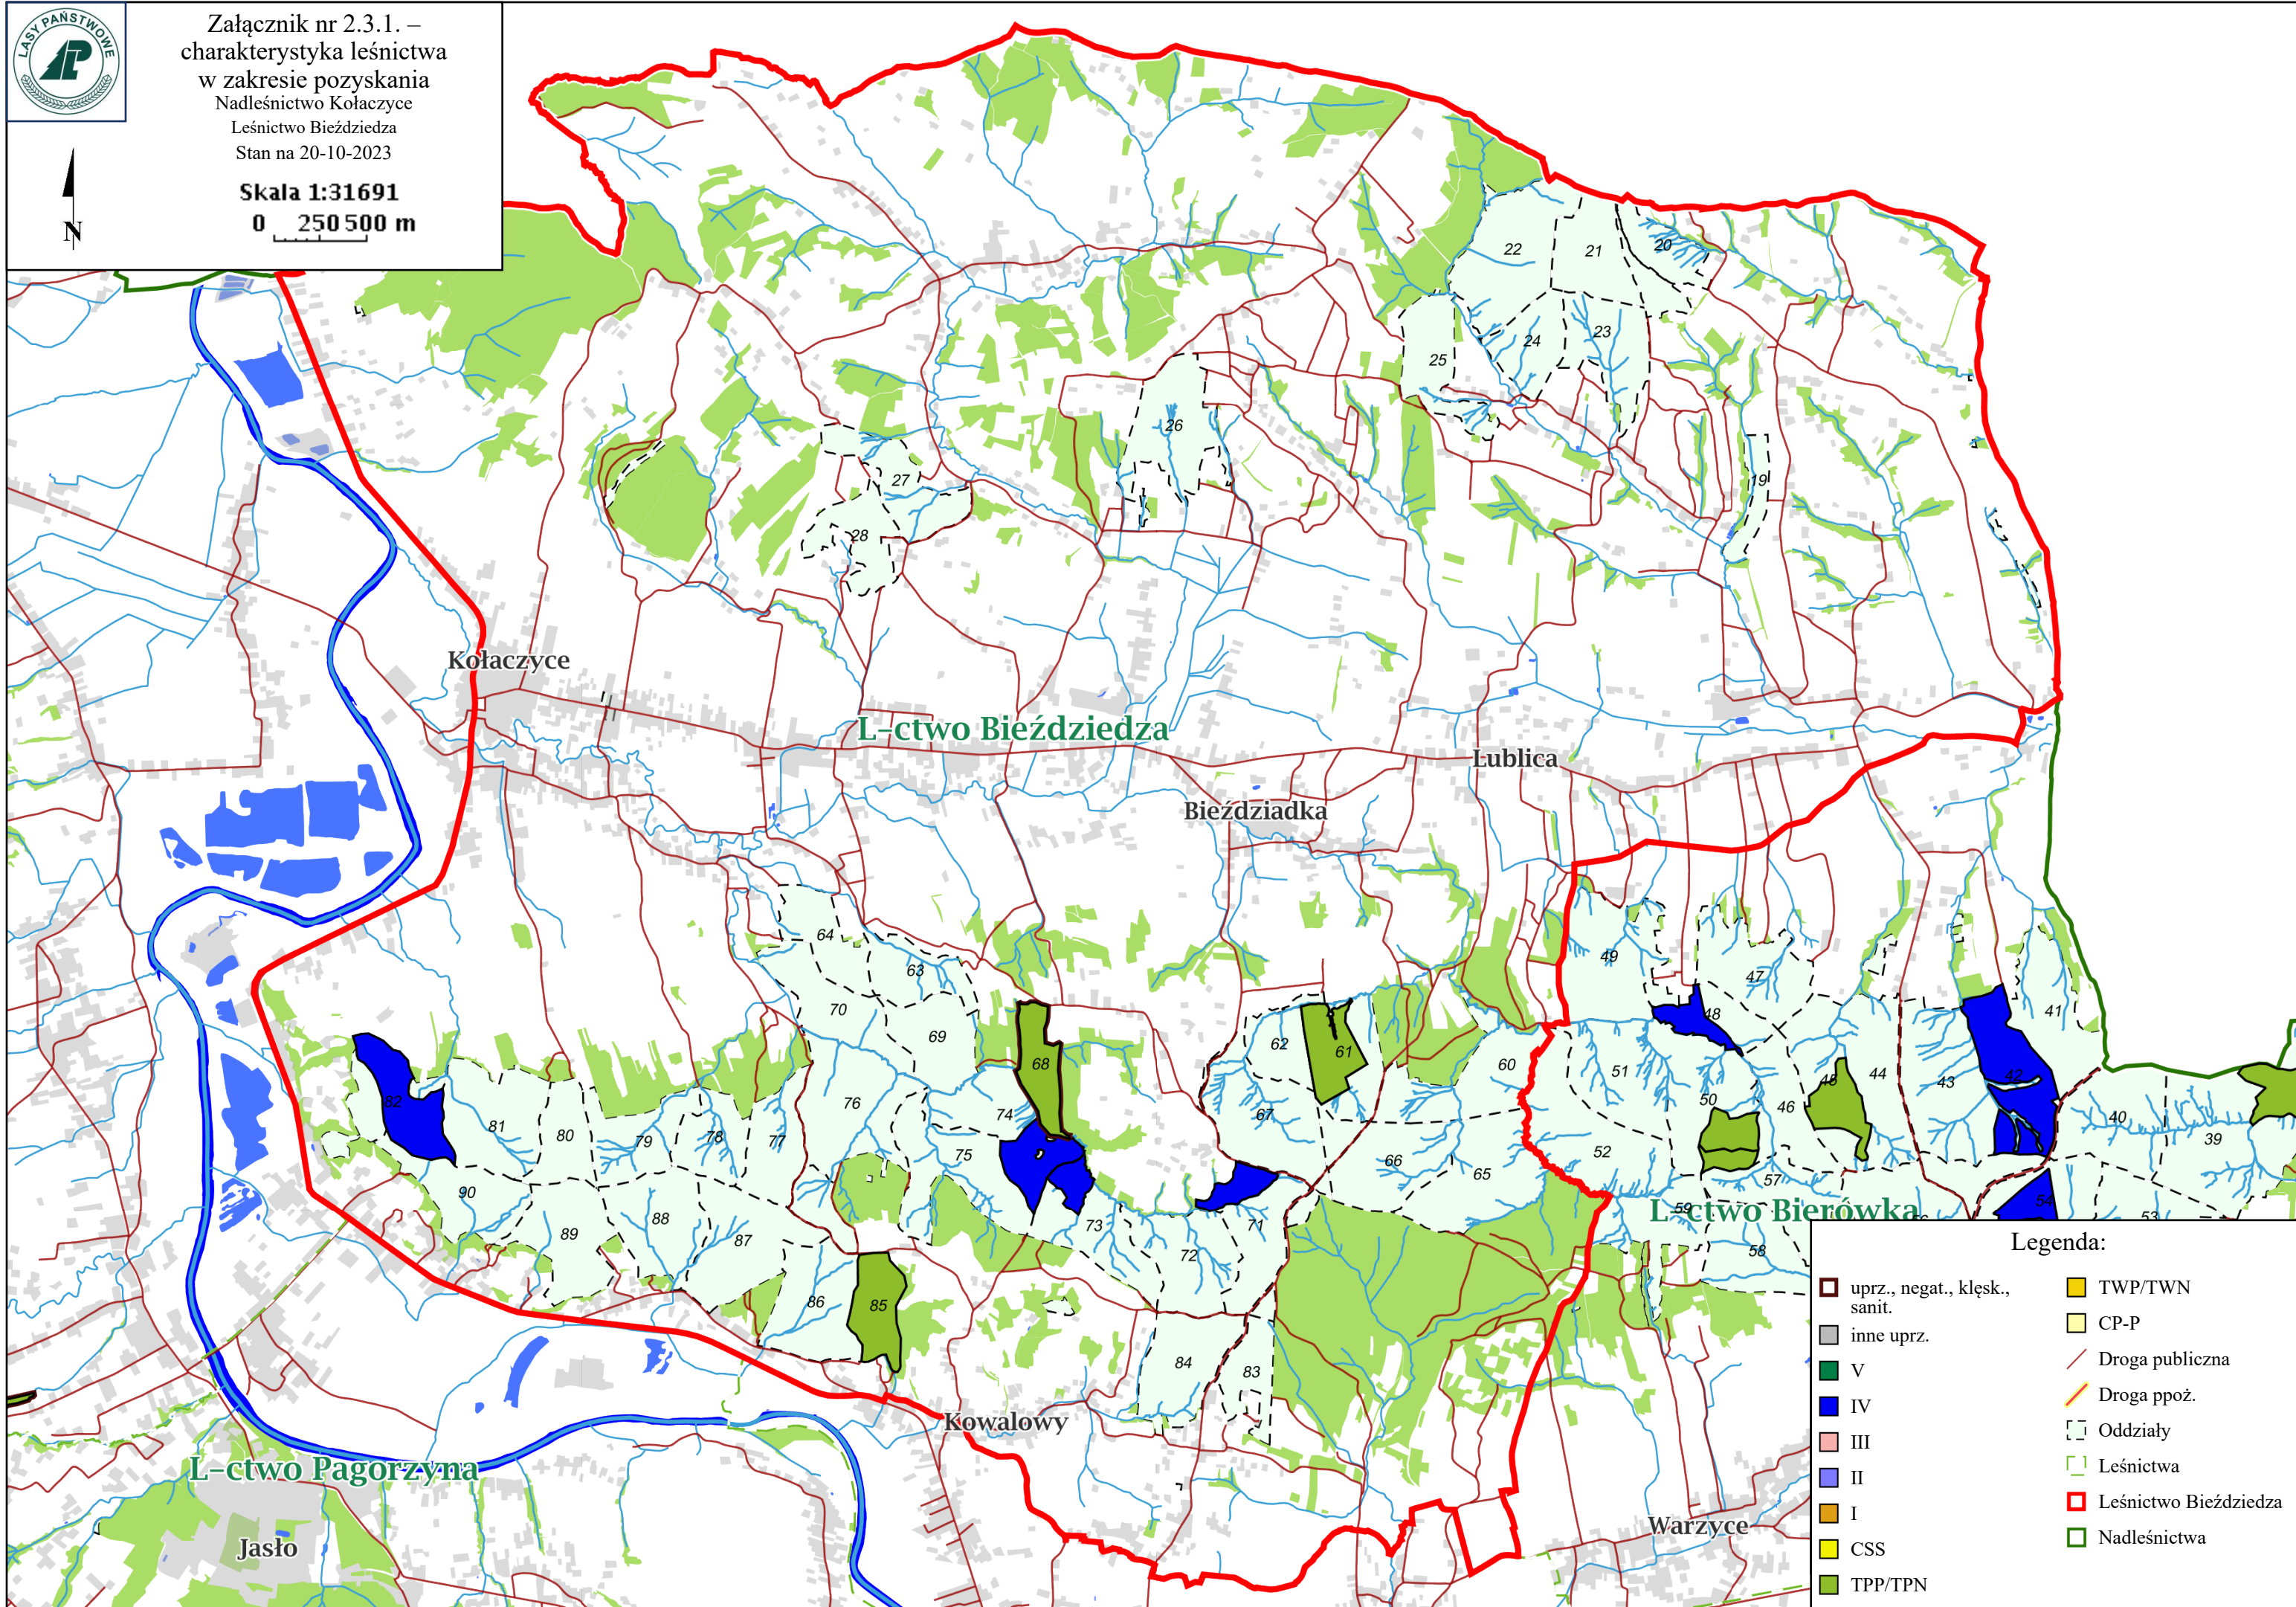 LASY PAŃSTWOWE
LP
Załącznik nr 2.3.1. –
charakterystyka leśnictwa
w zakresie pozyskania
Nadleśnictwo Kołaczyce
Leśnictwo Bieździedza
Stan na 20-10-2023
Skala 1:31691
0 250 500 m
N
22
21
20
23
24
25
26
19
27
28
Kołaczyce
L-ctwo Bieździedza
Lublica
Bieździadka
64
63
70
69
68
62
61
60
49
47
48
41
51
50
46
45
44
43
42
40
39
82
81
80
79
78
77
76
74
75
67
66
65
52
57
59
90
89
88
87
73
72
71
86
85
84
83
L-ctwo Bierówka
54
53
56
58
Kowalowy
L-ctwo Pagorzyna
Jasło
Warzyce
Legenda:
uprz., negat., klęsk.,
sanit.
inne uprz.
V
IV
III
II
I
CSS
TPP/TPN
TWP/TWN
CP-P
Droga publiczna
Droga ppoż.
Oddziały
Leśnictwa
Leśnictwo Bieździedza
Nadleśnictwa